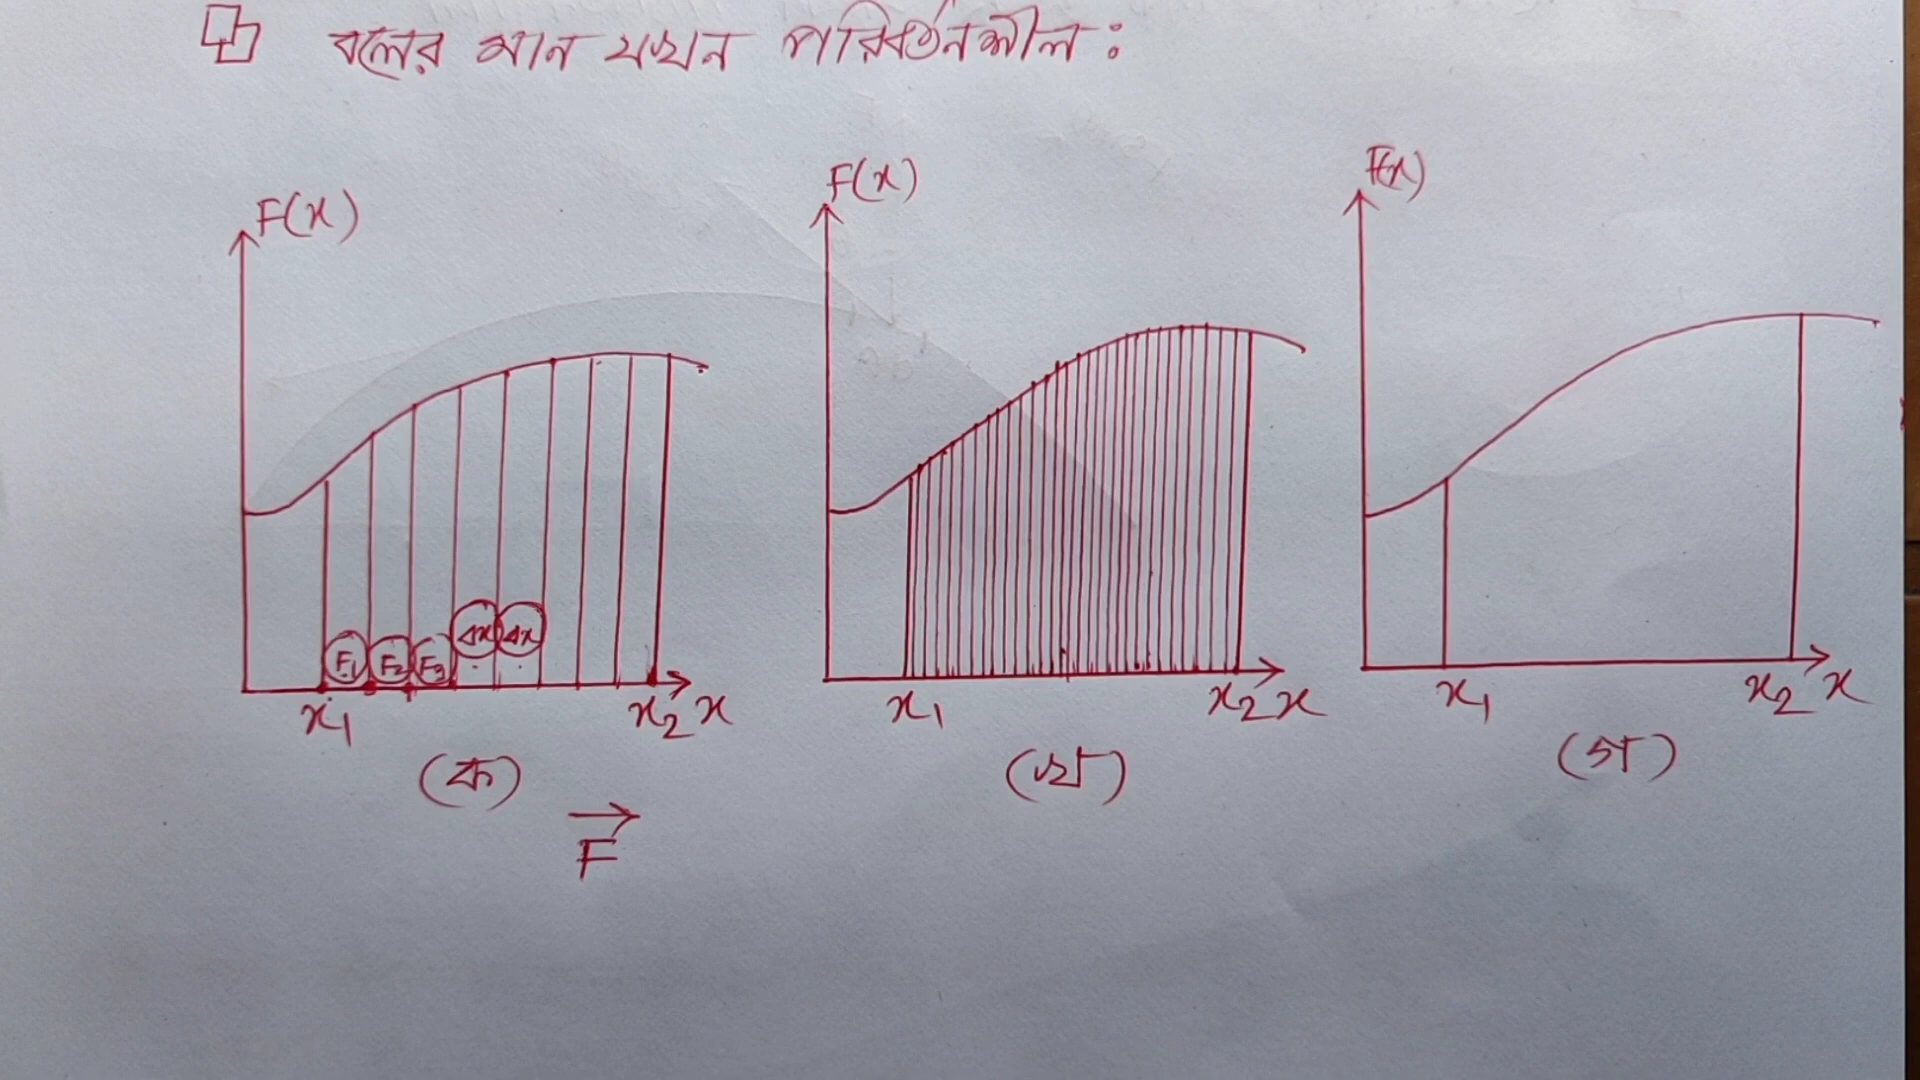 বলের মান যখন পরিবর্তনশীল:
F(x)
F(x)
F(x)
F₁ F₂ F₃ Δx Δx
x₁ x₂ x
x₁ x₂ x
x₁ x₂ x
(ক)
(খ)
(গ)
F⃗